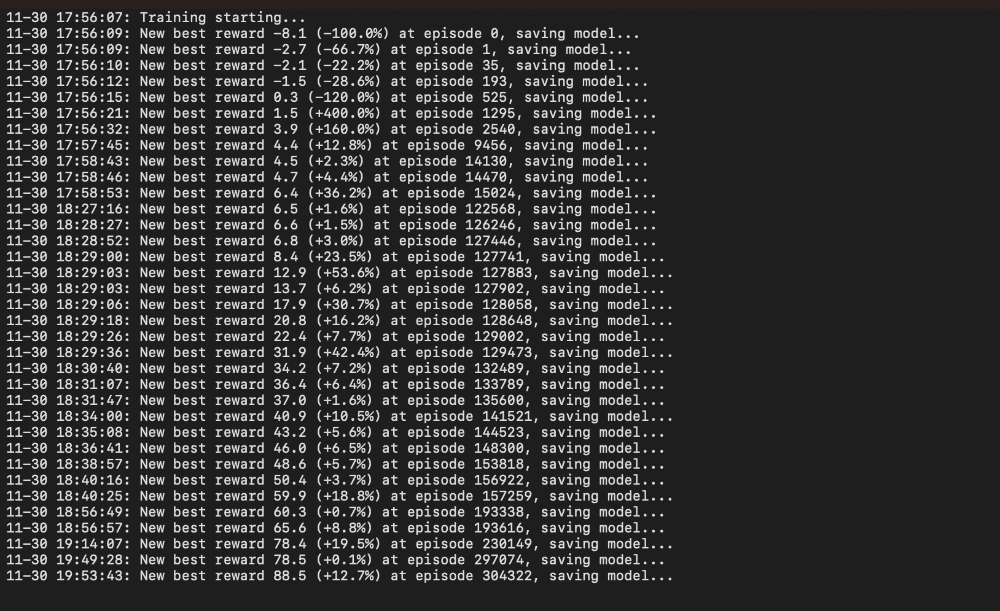 11-30 17:56:07: Training starting...
11-30 17:56:09: New best reward -8.1 (-100.0%) at episode 0, saving model...
11-30 17:56:09: New best reward -2.7 (-66.7%) at episode 1, saving model...
11-30 17:56:10: New best reward -2.1 (-22.2%) at episode 35, saving model...
11-30 17:56:12: New best reward -1.5 (-28.6%) at episode 193, saving model...
11-30 17:56:15: New best reward 0.3 (-120.0%) at episode 525, saving model...
11-30 17:56:21: New best reward 1.5 (+400.0%) at episode 1295, saving model...
11-30 17:56:32: New best reward 3.9 (+160.0%) at episode 2540, saving model...
11-30 17:57:45: New best reward 4.4 (+12.8%) at episode 9456, saving model...
11-30 17:58:43: New best reward 4.5 (+2.3%) at episode 14130, saving model...
11-30 17:58:46: New best reward 4.7 (+4.4%) at episode 14470, saving model...
11-30 17:58:53: New best reward 6.4 (+36.2%) at episode 15024, saving model...
11-30 18:27:16: New best reward 6.5 (+1.6%) at episode 122568, saving model...
11-30 18:28:27: New best reward 6.6 (+1.5%) at episode 126246, saving model...
11-30 18:28:52: New best reward 6.8 (+3.0%) at episode 127446, saving model...
11-30 18:29:00: New best reward 8.4 (+23.5%) at episode 127741, saving model...
11-30 18:29:03: New best reward 12.9 (+53.6%) at episode 127883, saving model...
11-30 18:29:03: New best reward 13.7 (+6.2%) at episode 127902, saving model...
11-30 18:29:06: New best reward 17.9 (+30.7%) at episode 128058, saving model...
11-30 18:29:18: New best reward 20.8 (+16.2%) at episode 128648, saving model...
11-30 18:29:26: New best reward 22.4 (+7.7%) at episode 129002, saving model...
11-30 18:29:36: New best reward 31.9 (+42.4%) at episode 129473, saving model...
11-30 18:30:40: New best reward 34.2 (+7.2%) at episode 132489, saving model...
11-30 18:31:07: New best reward 36.4 (+6.4%) at episode 133789, saving model...
11-30 18:31:47: New best reward 37.0 (+1.6%) at episode 135600, saving model...
11-30 18:34:00: New best reward 40.9 (+10.5%) at episode 141521, saving model...
11-30 18:35:08: New best reward 43.2 (+5.6%) at episode 144523, saving model...
11-30 18:36:41: New best reward 46.0 (+6.5%) at episode 148300, saving model...
11-30 18:38:57: New best reward 48.6 (+5.7%) at episode 153818, saving model...
11-30 18:40:16: New best reward 50.4 (+3.7%) at episode 156922, saving model...
11-30 18:40:25: New best reward 59.9 (+18.8%) at episode 157259, saving model...
11-30 18:56:49: New best reward 60.3 (+0.7%) at episode 193338, saving model...
11-30 18:56:57: New best reward 65.6 (+8.8%) at episode 193616, saving model...
11-30 19:14:07: New best reward 78.4 (+19.5%) at episode 230149, saving model...
11-30 19:49:28: New best reward 78.5 (+0.1%) at episode 297074, saving model...
11-30 19:53:43: New best reward 88.5 (+12.7%) at episode 304322, saving model...